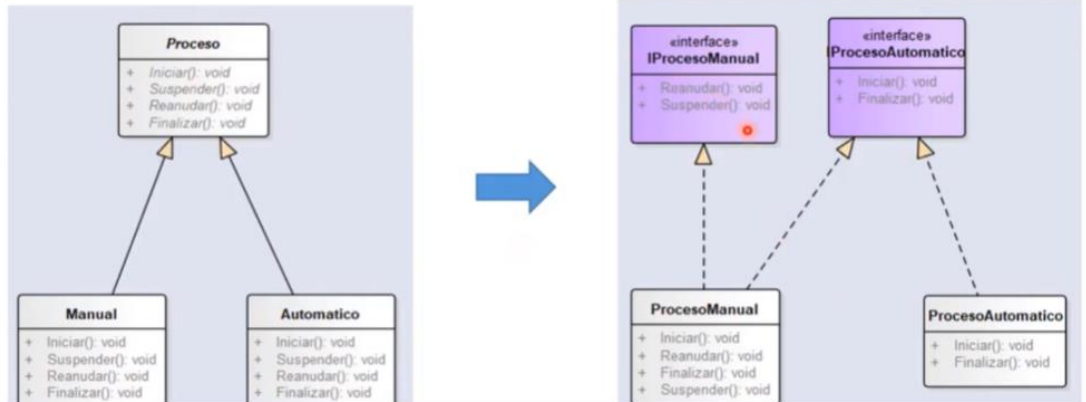 Proceso
+ Iniciar(): void
+ Suspender(): void
+ Reanudar(): void
+ Finalizar(): void
Manual
+ Iniciar(): void
+ Suspender(): void
+ Reanudar(): void
+ Finalizar(): void
Automatico
+ Iniciar(): void
+ Suspender(): void
+ Reanudar(): void
+ Finalizar(): void
«interface»
IProcesoManual
+ Reanudar(): void
+ Suspender(): void
«interface»
IProcesoAutomatico
+ Iniciar(): void
+ Finalizar(): void
ProcesoManual
+ Iniciar(): void
+ Reanudar(): void
+ Finalizar(): void
+ Suspender(): void
ProcesoAutomatico
+ Iniciar(): void
+ Finalizar(): void